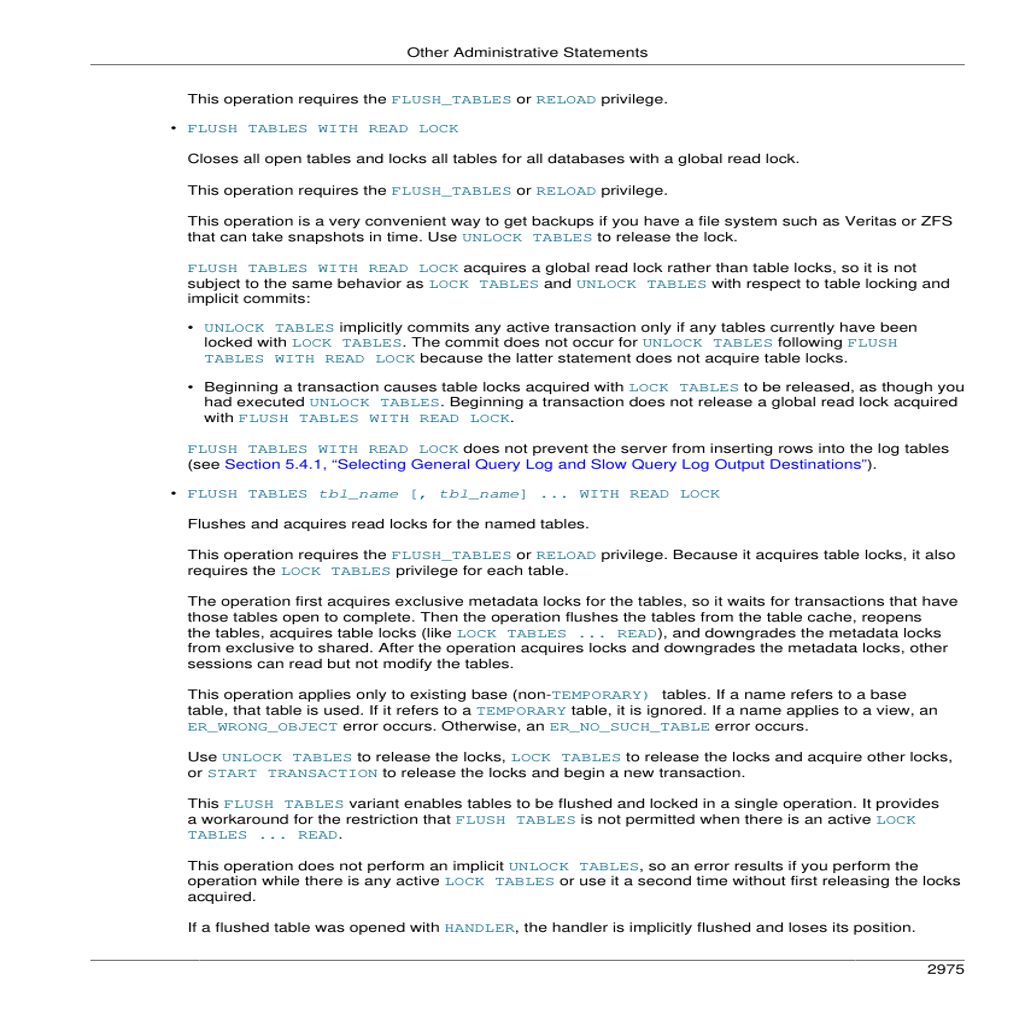 Other Administrative Statements
This operation requires the FLUSH_TABLES or RELOAD privilege.
• FLUSH TABLES WITH READ LOCK
Closes all open tables and locks all tables for all databases with a global read lock.
This operation requires the FLUSH_TABLES or RELOAD privilege.
This operation is a very convenient way to get backups if you have a file system such as Veritas or ZFS
that can take snapshots in time. Use UNLOCK TABLES to release the lock.
FLUSH TABLES WITH READ LOCK acquires a global read lock rather than table locks, so it is not
subject to the same behavior as LOCK TABLES and UNLOCK TABLES with respect to table locking and
implicit commits:
• UNLOCK TABLES implicitly commits any active transaction only if any tables currently have been
locked with LOCK TABLES. The commit does not occur for UNLOCK TABLES following FLUSH
TABLES WITH READ LOCK because the latter statement does not acquire table locks.
• Beginning a transaction causes table locks acquired with LOCK TABLES to be released, as though you
had executed UNLOCK TABLES. Beginning a transaction does not release a global read lock acquired
with FLUSH TABLES WITH READ LOCK.
FLUSH TABLES WITH READ LOCK does not prevent the server from inserting rows into the log tables
(see Section 5.4.1, “Selecting General Query Log and Slow Query Log Output Destinations”).
• FLUSH TABLES tbl_name [, tbl_name] ... WITH READ LOCK
Flushes and acquires read locks for the named tables.
This operation requires the FLUSH_TABLES or RELOAD privilege. Because it acquires table locks, it also
requires the LOCK TABLES privilege for each table.
The operation first acquires exclusive metadata locks for the tables, so it waits for transactions that have
those tables open to complete. Then the operation flushes the tables from the table cache, reopens
the tables, acquires table locks (like LOCK TABLES ... READ), and downgrades the metadata locks
from exclusive to shared. After the operation acquires locks and downgrades the metadata locks, other
sessions can read but not modify the tables.
This operation applies only to existing base (non-TEMPORARY) tables. If a name refers to a base
table, that table is used. If it refers to a TEMPORARY table, it is ignored. If a name applies to a view, an
ER_WRONG_OBJECT error occurs. Otherwise, an ER_NO_SUCH_TABLE error occurs.
Use UNLOCK TABLES to release the locks, LOCK TABLES to release the locks and acquire other locks,
or START TRANSACTION to release the locks and begin a new transaction.
This FLUSH TABLES variant enables tables to be flushed and locked in a single operation. It provides
a workaround for the restriction that FLUSH TABLES is not permitted when there is an active LOCK
TABLES ... READ.
This operation does not perform an implicit UNLOCK TABLES, so an error results if you perform the
operation while there is any active LOCK TABLES or use it a second time without first releasing the locks
acquired.
If a flushed table was opened with HANDLER, the handler is implicitly flushed and loses its position.
2975